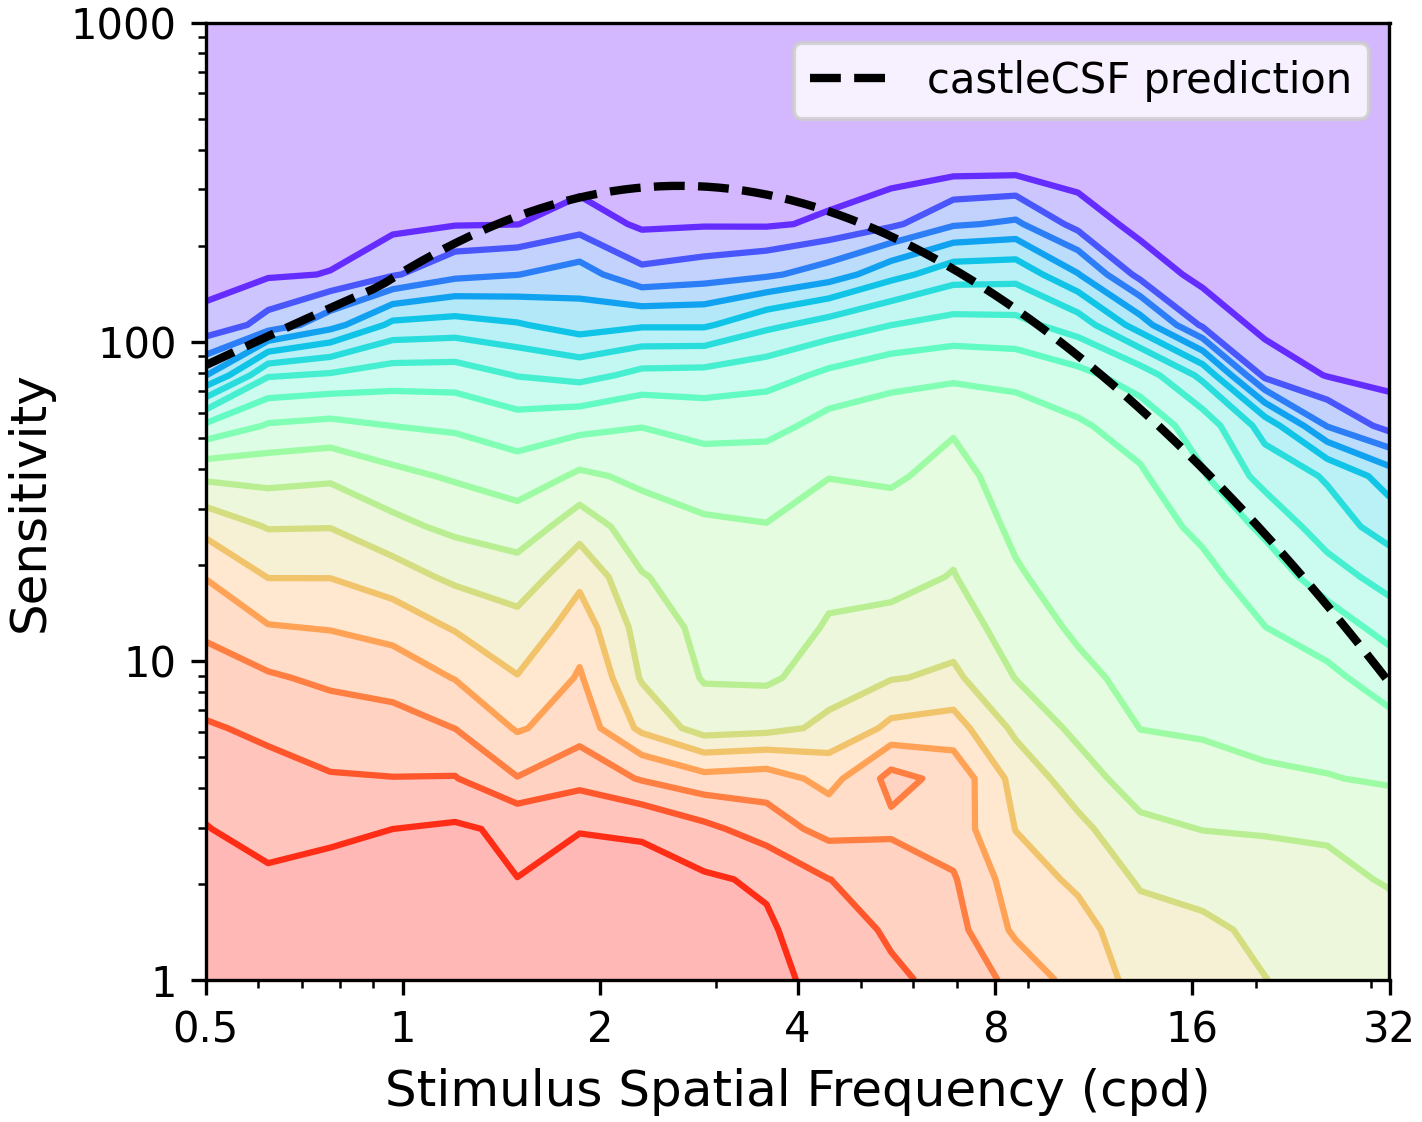 1000
castleCSF prediction
100
Sensitivity
10
1
0.5 1 2 4 8 16 32
Stimulus Spatial Frequency (cpd)